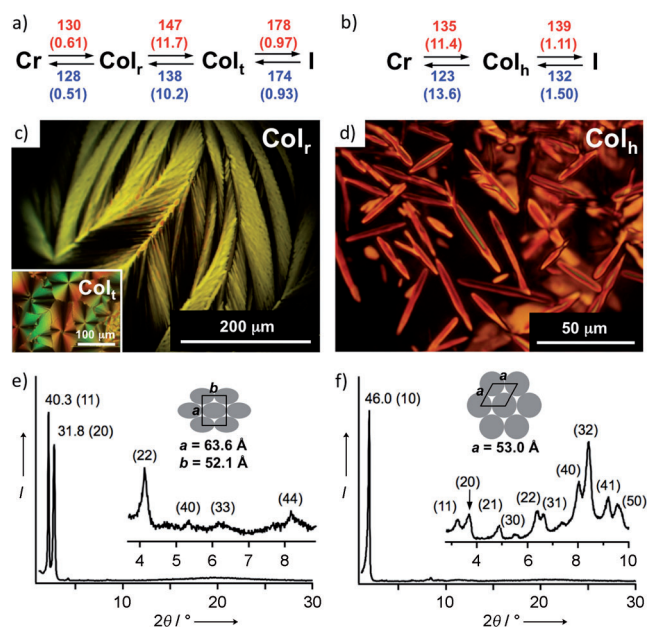 a)
130 147 178
(0.61) (11.7) (0.97)
Cr Colr Colt I
128 138 174
(0.51) (10.2) (0.93)
b)
135 139
(11.4) (1.11)
Cr Colh I
123 132
(13.6) (1.50)
c)
Colr
Colt
100 μm
200 μm
d)
Colh
50 μm
e)
40.3 (11)
31.8 (20)
b
a
a = 63.6 Å
b = 52.1 Å
(22)
(40) (33)
(44)
4 5 6 7 8
I
10 20 30
2θ / °
f)
46.0 (10)
a
a
a = 53.0 Å
(32)
(20)
(40)
(11) (21) (22) (31) (41)
(30) (50)
4 6 8 10
I
10 20 30
2θ / °